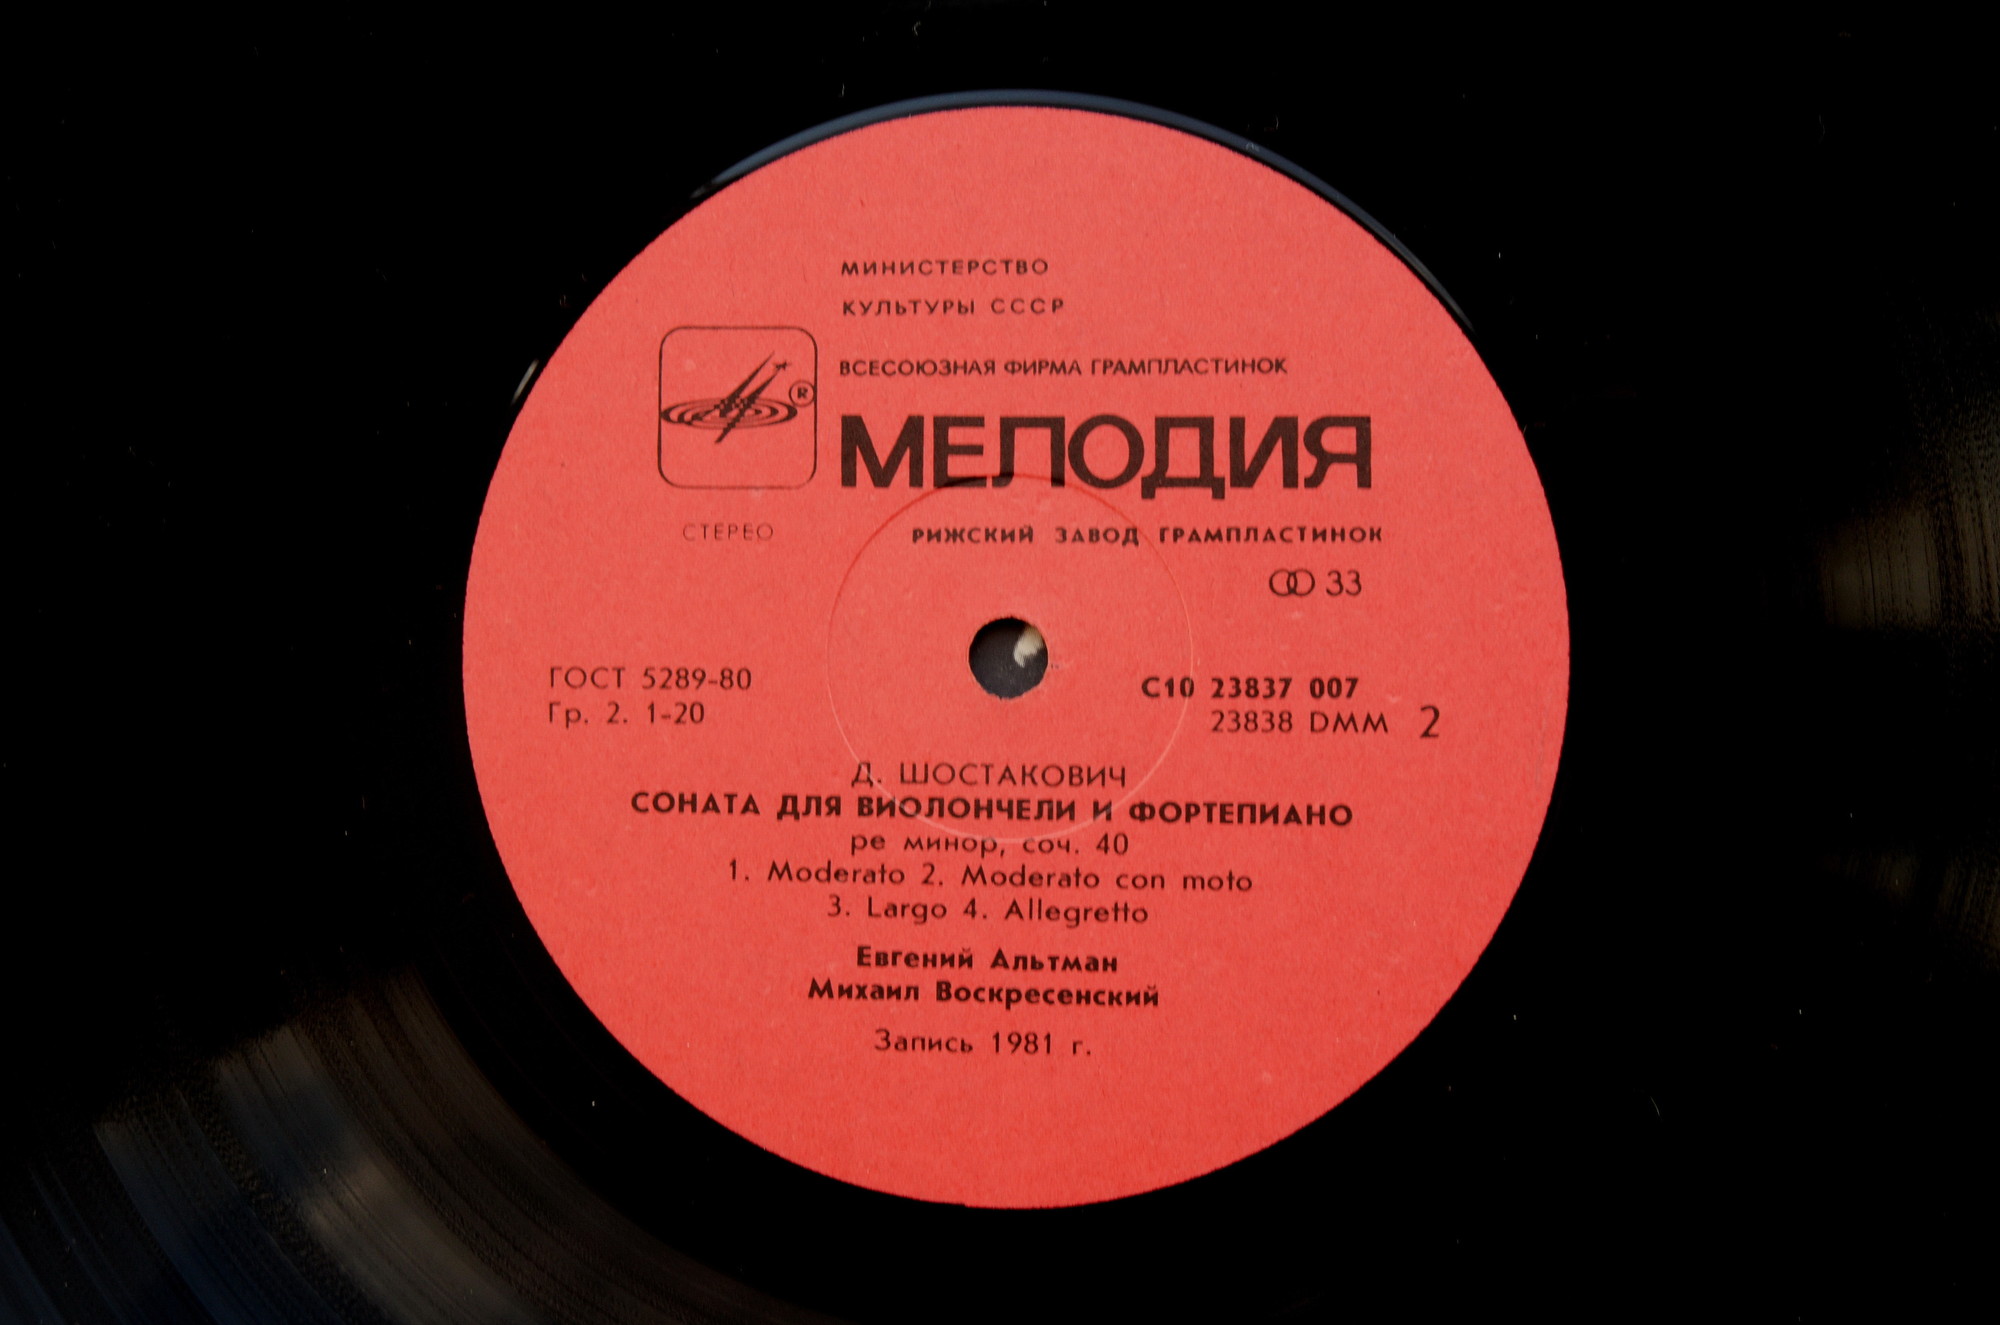 МИНИСТЕРСТВО
КУЛЬТУРЫ СССР
ВСЕСОЮЗНАЯ ФИРМА ГРАМПЛАСТИНОК
®
МЕЛОДИЯ
СТЕРЕО
РИЖСКИЙ ЗАВОД ГРАМПЛАСТИНОК
33
ГОСТ 5289-80
Гр. 2. 1-20
С10 23837 007
23838 DMM 2
Д. ШОСТАКОВИЧ
СОНАТА ДЛЯ ВИОЛОНЧЕЛИ И ФОРТЕПИАНО
ре минор, соч. 40
1. Moderato 2. Moderato con moto
3. Largo 4. Allegretto
Евгений Альтман
Михаил Воскресенский
Запись 1981 г.